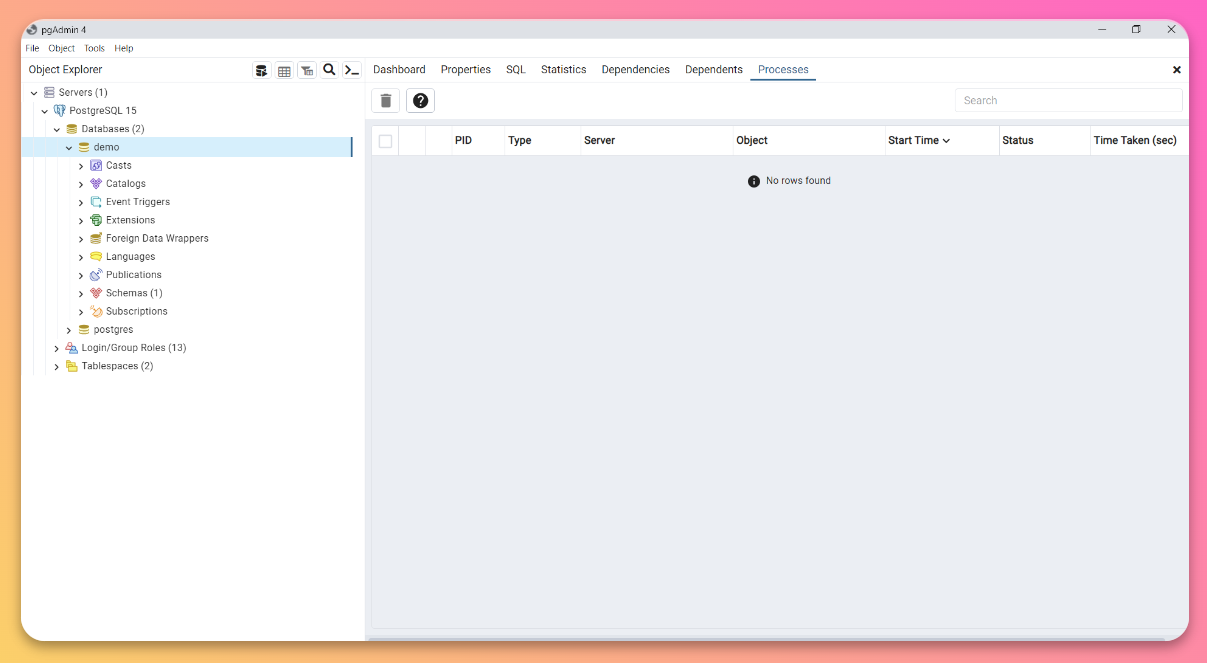 pgAdmin 4
File Object Tools Help
Object Explorer
Dashboard Properties SQL Statistics Dependencies Dependents Processes
Servers (1)
PostgreSQL 15
Databases (2)
demo
Casts
Catalogs
Event Triggers
Extensions
Foreign Data Wrappers
Languages
Publications
Schemas (1)
Subscriptions
postgres
Login/Group Roles (13)
Tablespaces (2)
Search
PID Type Server Object Start Time Status Time Taken (sec)
No rows found